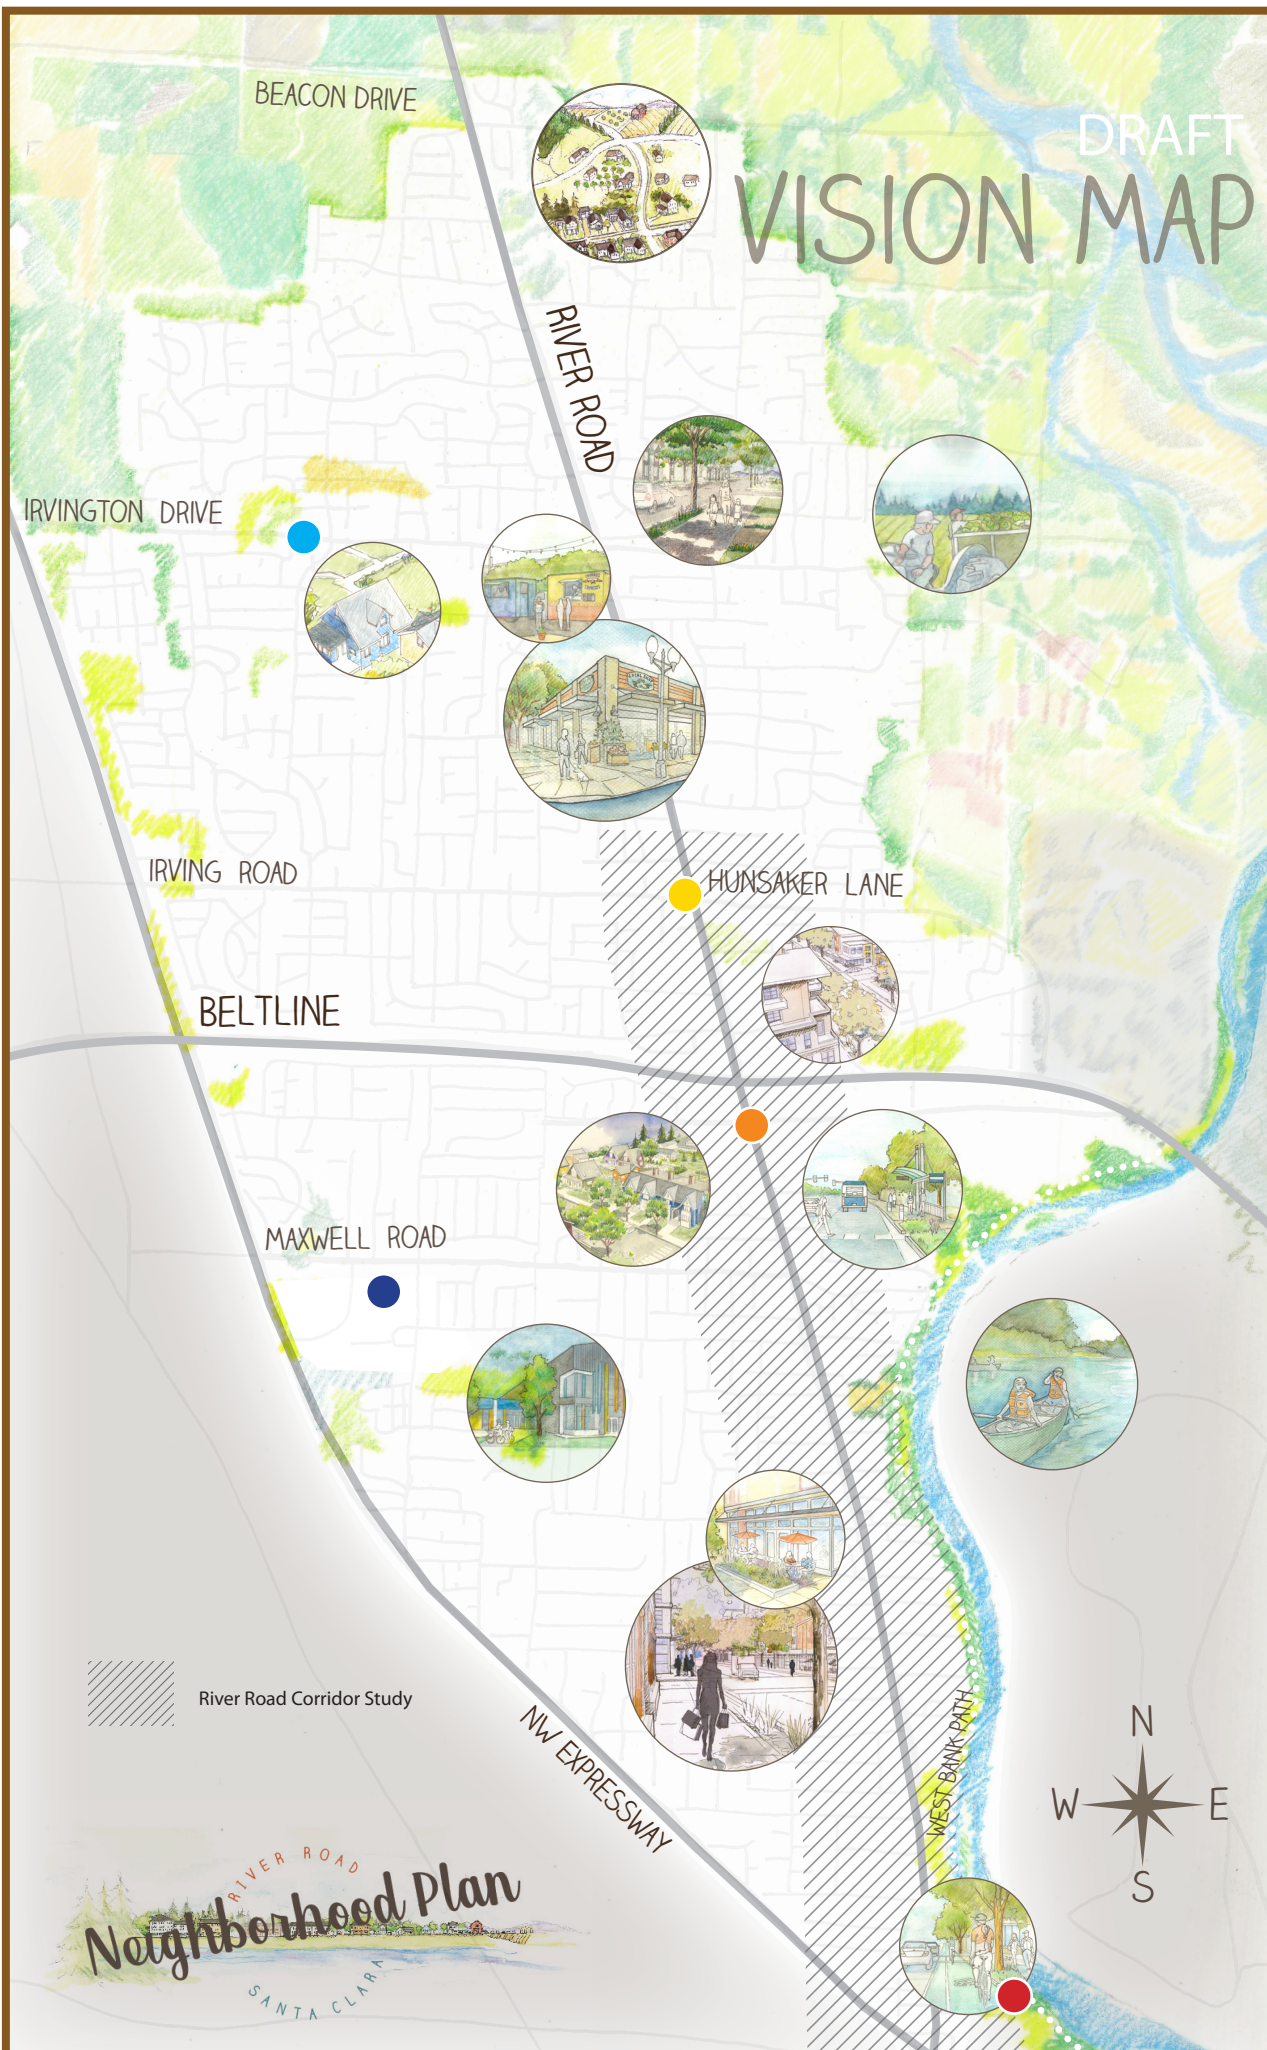 BEACON DRIVE
DRAFT
VISION MAP
RIVER ROAD
IRVINGTON DRIVE
IRVING ROAD
HUNSAKER LANE
BELTLINE
MAXWELL ROAD
River Road Corridor Study
NW EXPRESSWAY
WEST BANK PATH
N
W E
S
RIVER ROAD
Neighborhood Plan
SANTA CLARA